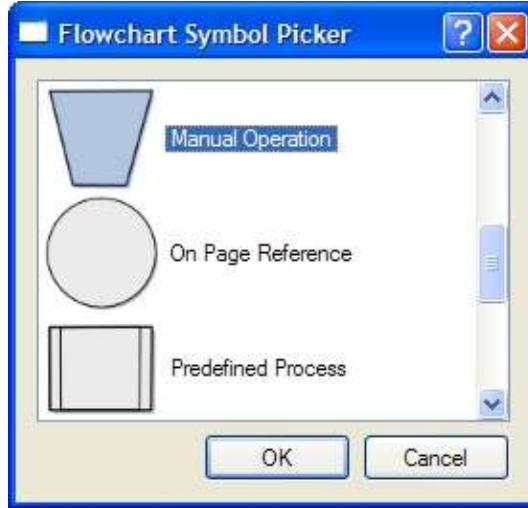 Flowchart Symbol Picker
Manual Operation
On Page Reference
Predefined Process
OK Cancel